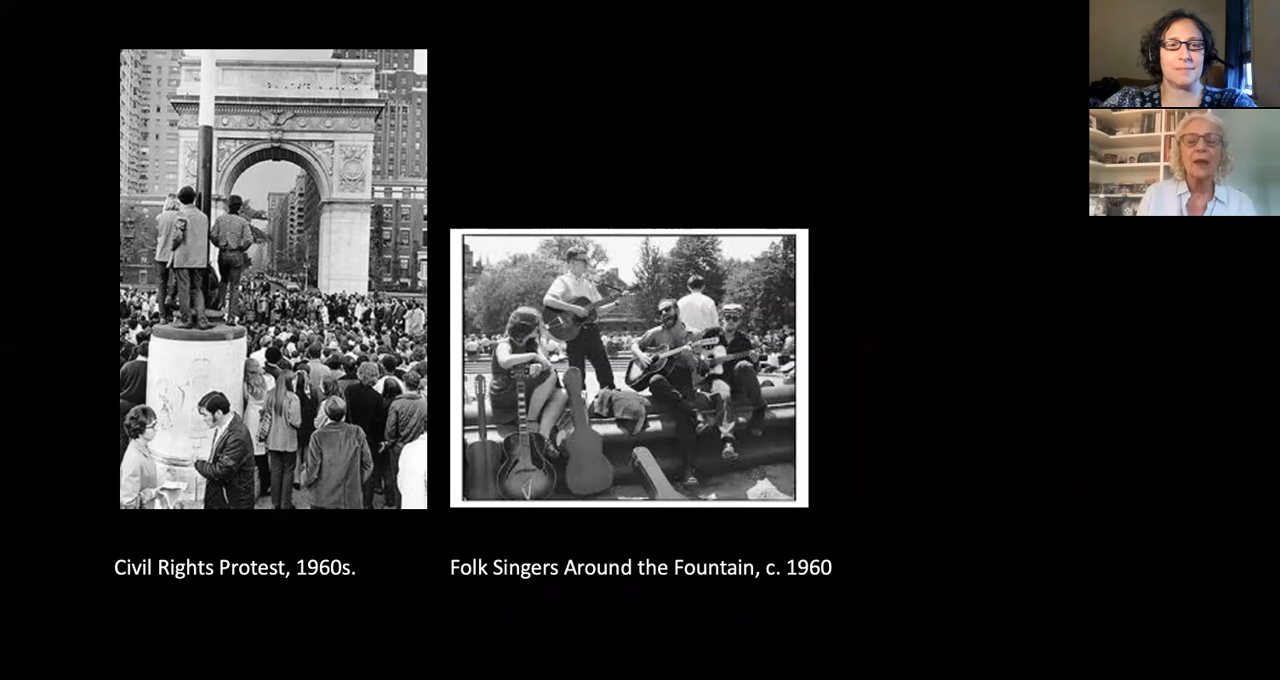 Civil Rights Protest, 1960s.
Folk Singers Around the Fountain, c. 1960